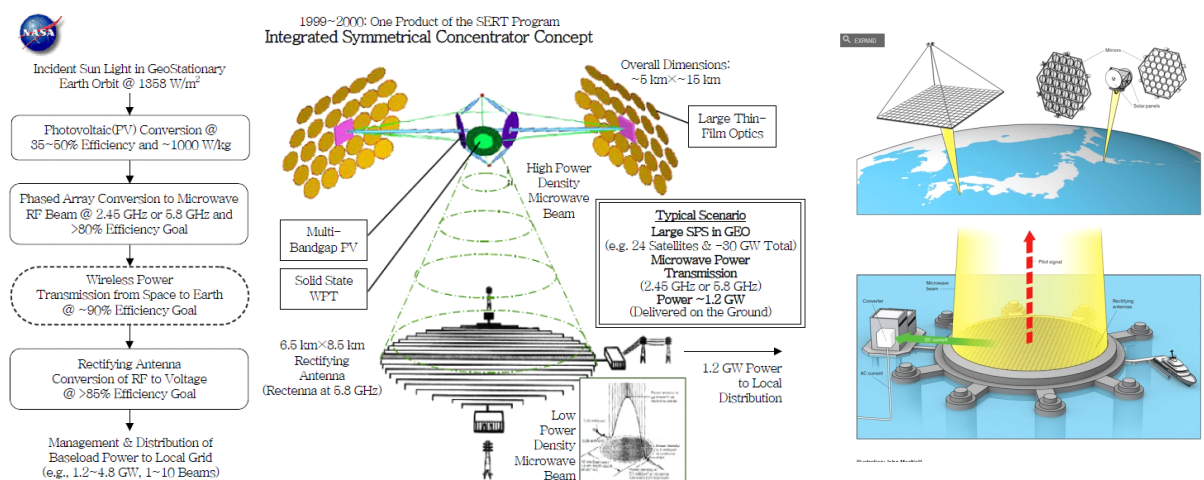 NASA
Incident Sun Light in GeoStationary
Earth Orbit @ 1358 W/m²
Photovoltaic(PV) Conversion @
35~50% Efficiency and ~1000 W/kg
Phased Array Conversion to Microwave
RF Beam @ 2.45 GHz or 5.8 GHz and
>80% Efficiency Goal
Wireless Power
Transmission from Space to Earth
@ ~90% Efficiency Goal
Rectifying Antenna
Conversion of RF to Voltage
@ >85% Efficiency Goal
Management & Distribution of
Baseload Power to Local Grid
(e.g., 1.2~4.8 GW, 1~10 Beams)
1999~2000: One Product of the SERT Program
Integrated Symmetrical Concentrator Concept
Overall Dimensions:
~5 km×~15 km
Large Thin-
Film Optics
High Power
Density
Microwave
Beam
Multi-
Bandgap PV
Solid State
WPT
Typical Scenario
Large SPS in GEO
(e.g. 24 Satellites & ~30 GW Total)
Microwave Power
Transmission
(2.45 GHz or 5.8 GHz)
Power ~1.2 GW
(Delivered on the Ground)
6.5 km×8.5 km
Rectifying
Antenna
(Rectenna at 5.8 GHz)
1.2 GW Power
to Local
Distribution
Low
Power
Density
Microwave
Beam
EXPAND
Mirrors
Solar panels
Pilot signal
Microwave
beam
Converter
Rectifying
antennas
DC current
AC current